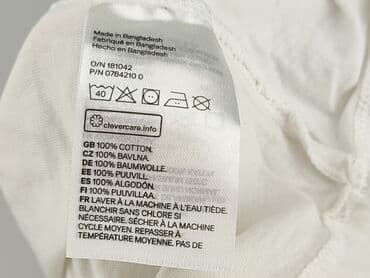 Made in Bangladesh
Fabriqué en Bangladesh
Hecho en Bangladesh
O/N 181042
P/N 0784210 0
40
clevercare.info
GB 100% COTTON.
CZ 100% BAVLNA.
DE 100% BAUMWOLLE.
EE 100% PUUVILL.
ES 100% ALGODÓN.
FI 100% PUUVILLAA.
FR LAVER À LA MACHINE À L'EAU TIÈDE.
BLANCHIR SANS CHLORE SI
NÉCESSAIRE. SÉCHER À LA MACHINE
CYCLE MOYEN. REPASSER À
TEMPÉRATURE MOYENNE. PAS DE